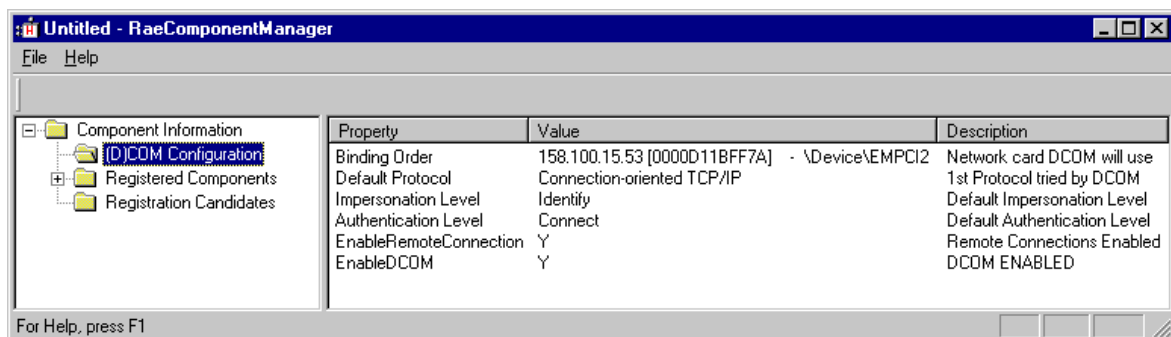 Untitled - RaeComponentManager
File Help
Component Information
(D)COM Configuration
Registered Components
Registration Candidates
Property Value Description
Binding Order 158.100.15.53 [0000D11BFF7A] - \Device\EMPCI2 Network card DCOM will use
Default Protocol Connection-oriented TCP/IP 1st Protocol tried by DCOM
Impersonation Level Identify Default Impersonation Level
Authentication Level Connect Default Authentication Level
EnableRemoteConnection Y Remote Connections Enabled
EnableDCOM Y DCOM ENABLED
For Help, press F1